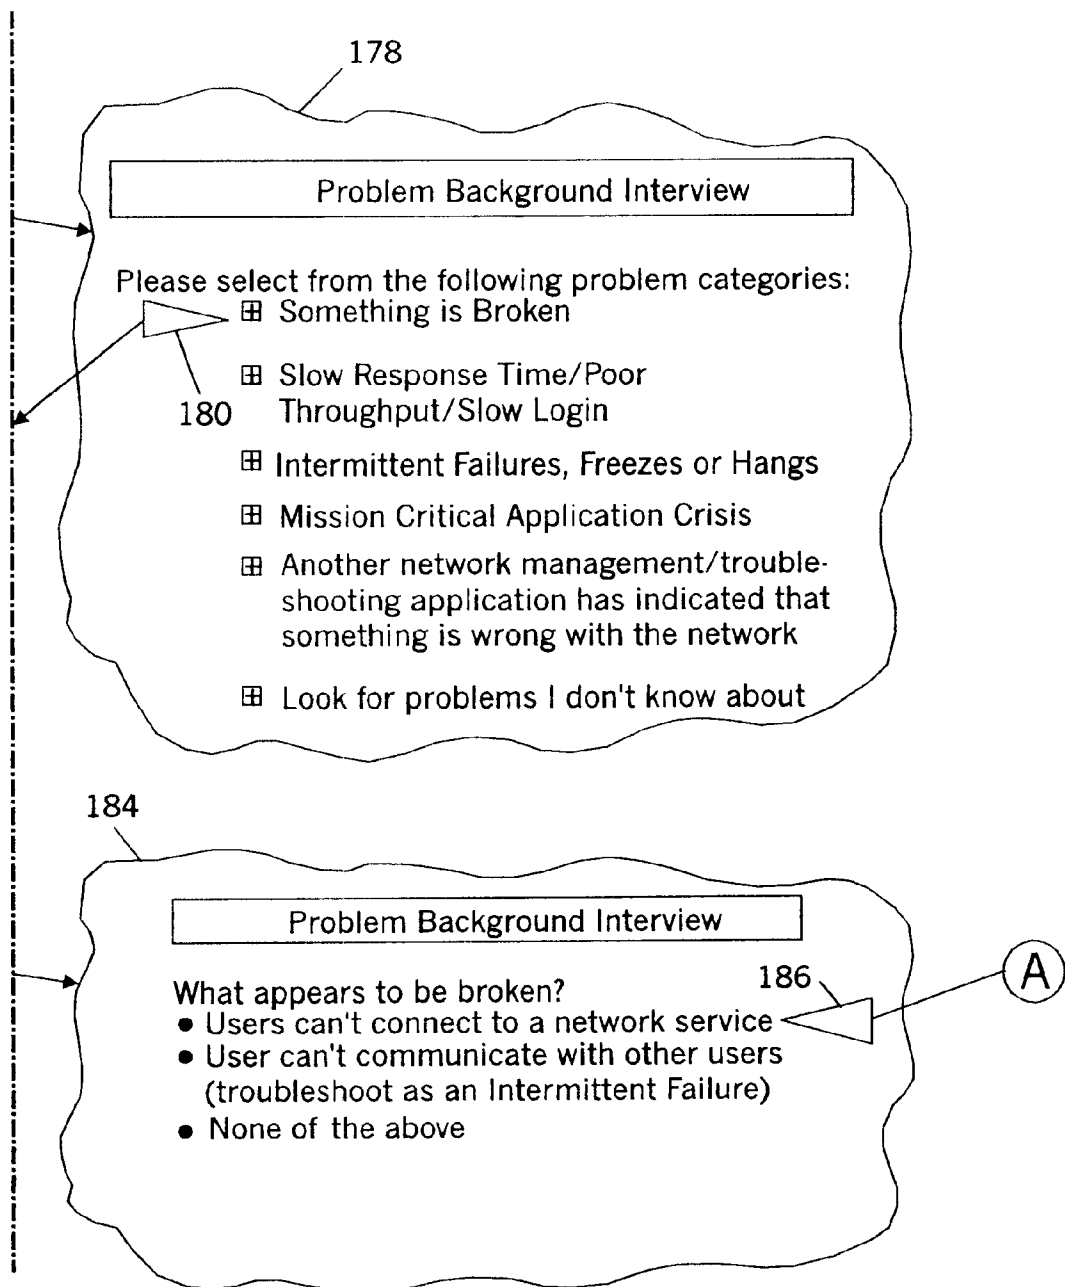 178
Problem Background Interview
Please select from the following problem categories:
Something is Broken
180
Slow Response Time/Poor
Throughput/Slow Login
Intermittent Failures, Freezes or Hangs
Mission Critical Application Crisis
Another network management/trouble-
shooting application has indicated that
something is wrong with the network
Look for problems I don't know about
184
Problem Background Interview
What appears to be broken?
186
A
• Users can't connect to a network service
• User can't communicate with other users
(troubleshoot as an Intermittent Failure)
• None of the above